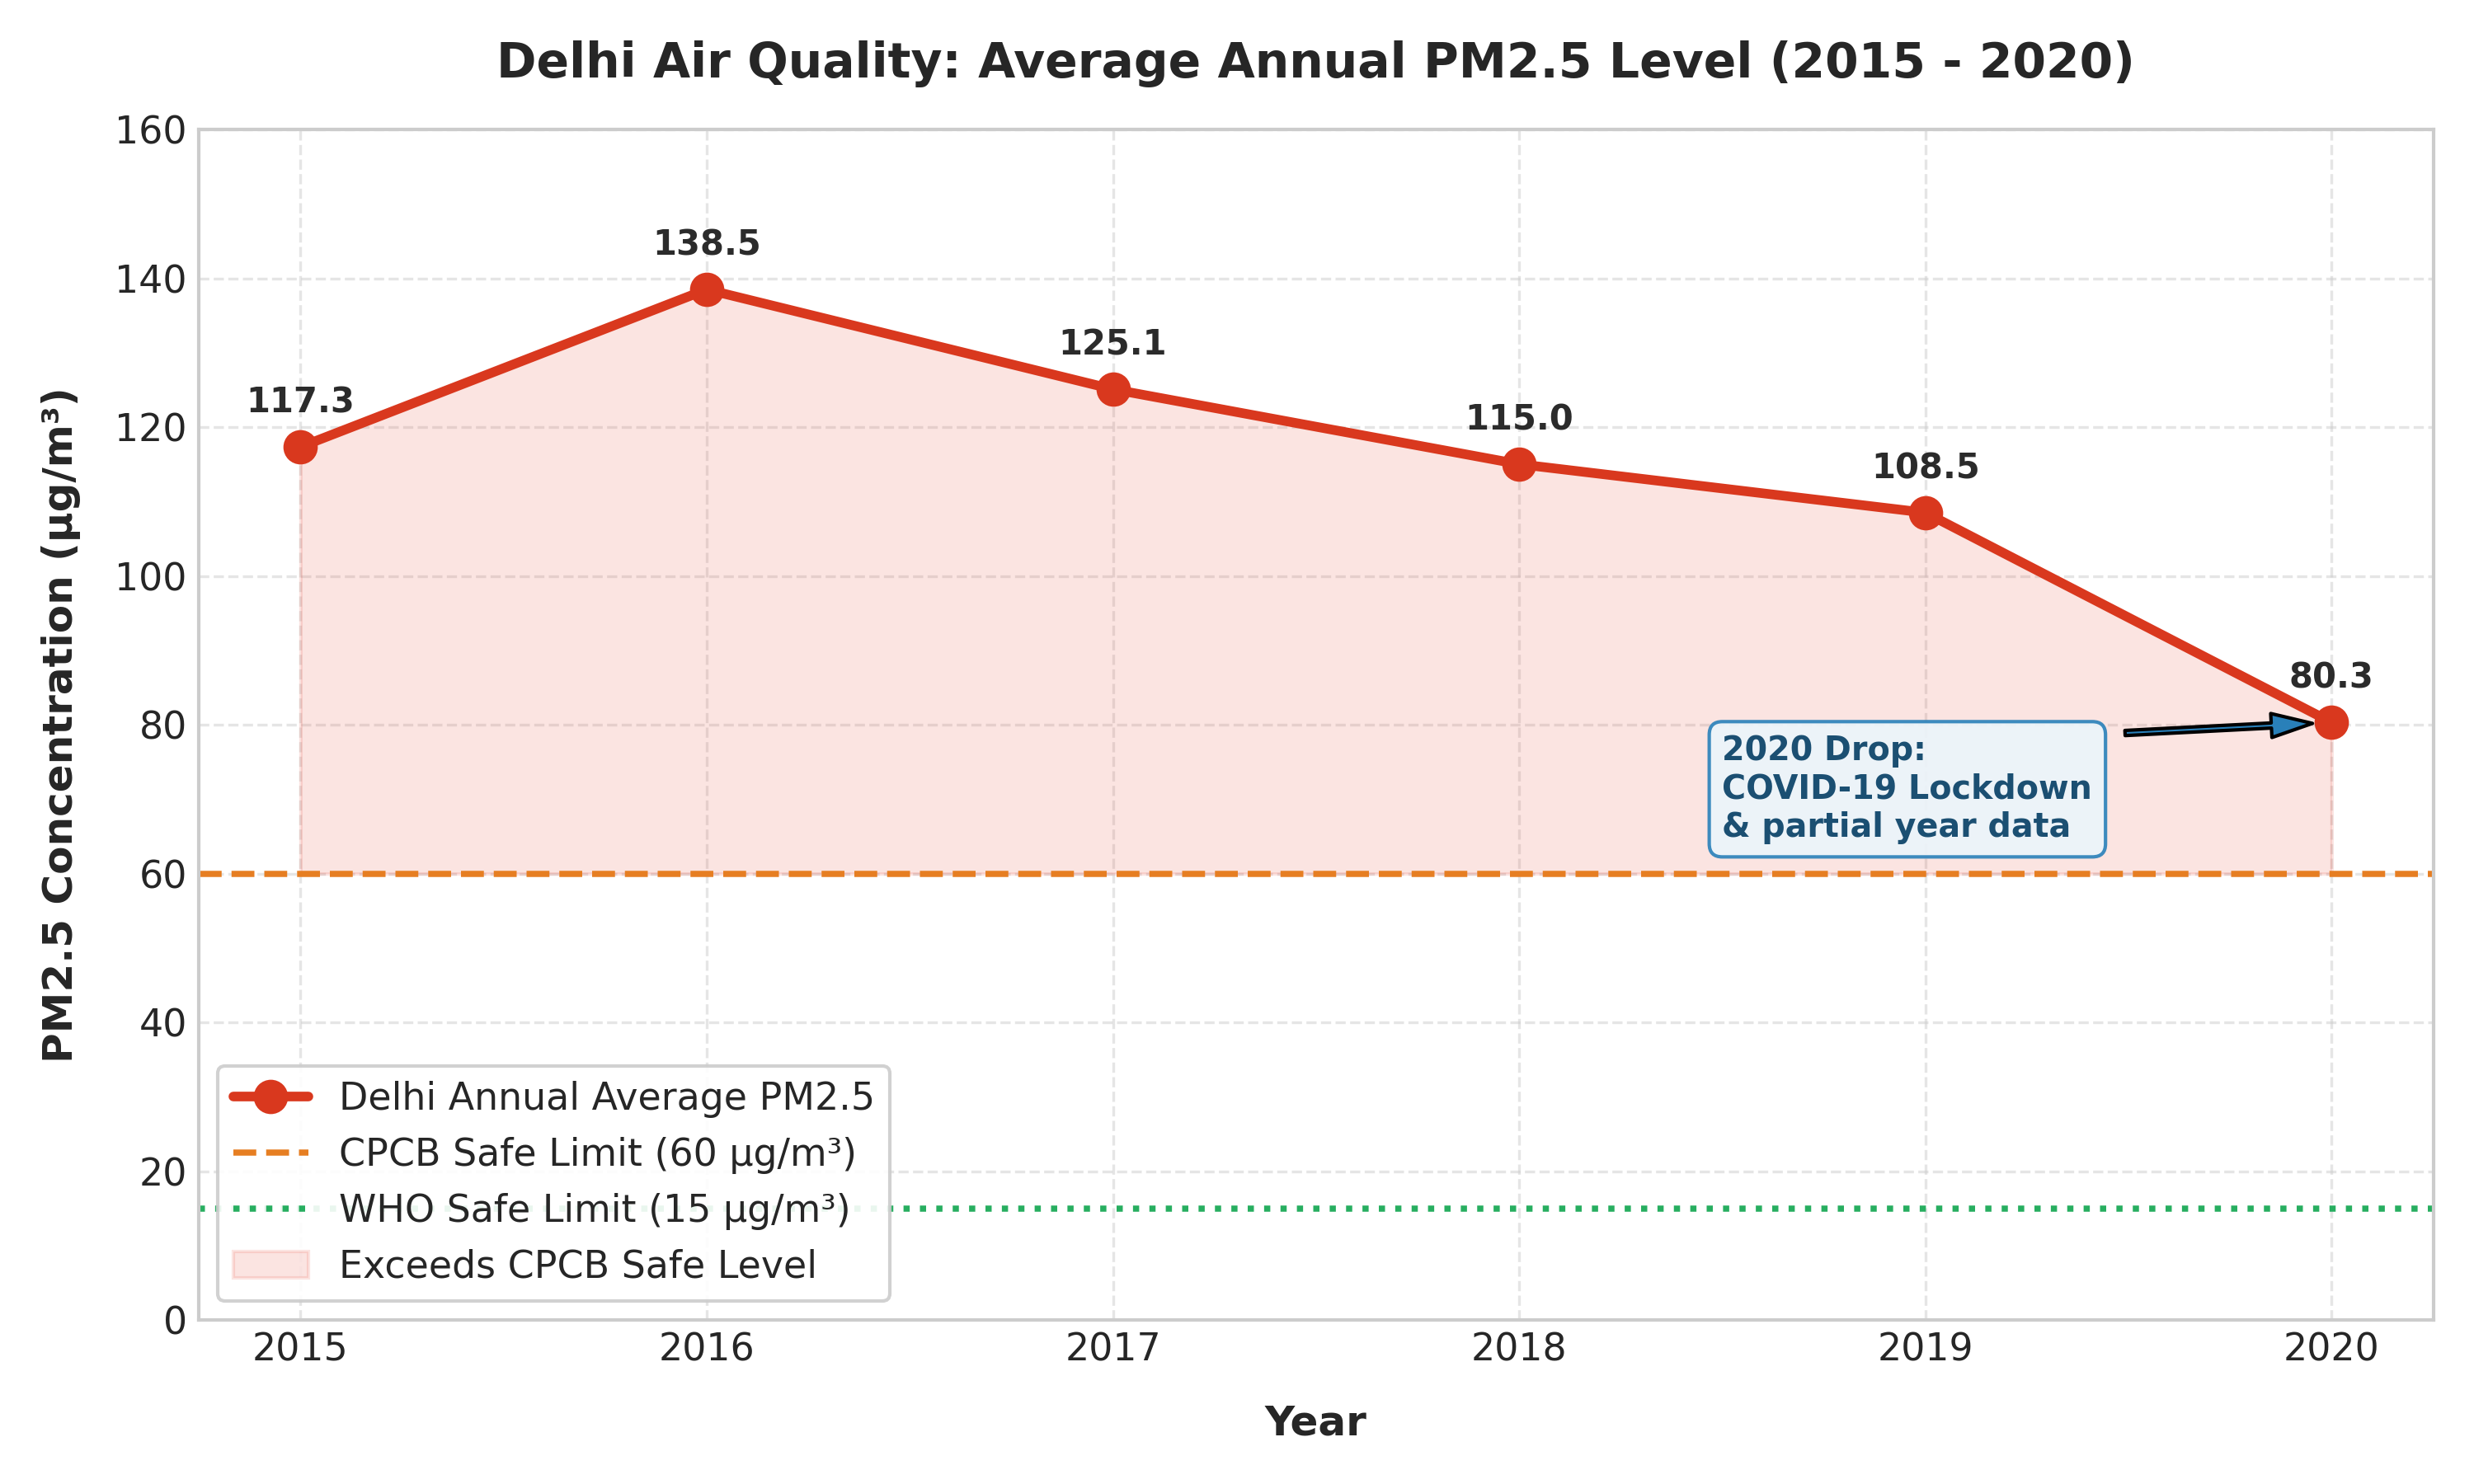 Delhi Air Quality: Average Annual PM2.5 Level (2015 - 2020)
PM2.5 Concentration (µg/m³)
160
140
120
100
80
60
40
20
0
138.5
125.1
117.3
115.0
108.5
80.3
2020 Drop:
COVID-19 Lockdown
& partial year data
Delhi Annual Average PM2.5
CPCB Safe Limit (60 µg/m³)
WHO Safe Limit (15 µg/m³)
Exceeds CPCB Safe Level
2015 2016 2017 2018 2019 2020
Year